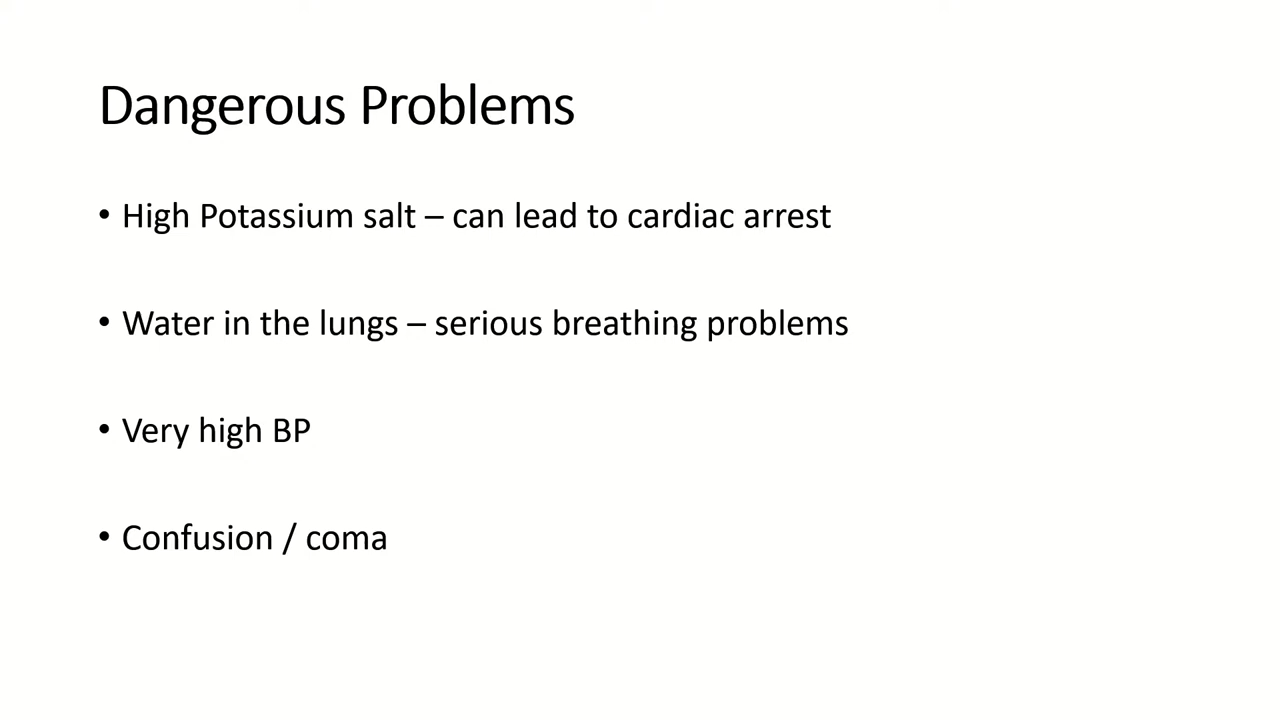 Dangerous Problems
• High Potassium salt – can lead to cardiac arrest
• Water in the lungs – serious breathing problems
• Very high BP
• Confusion / coma